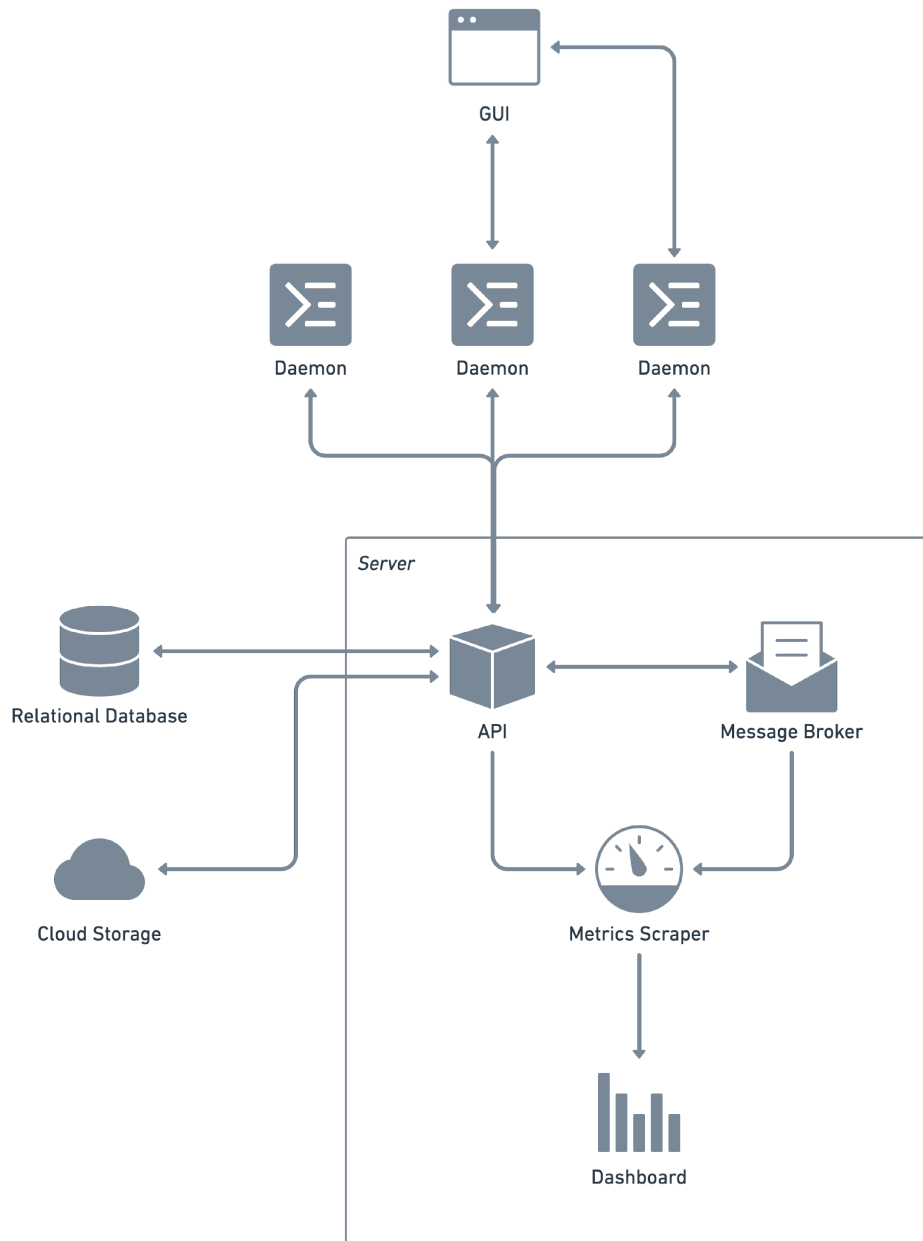 GUI
Daemon
Daemon
Daemon
Server
Relational Database
API
Message Broker
Cloud Storage
Metrics Scraper
Dashboard